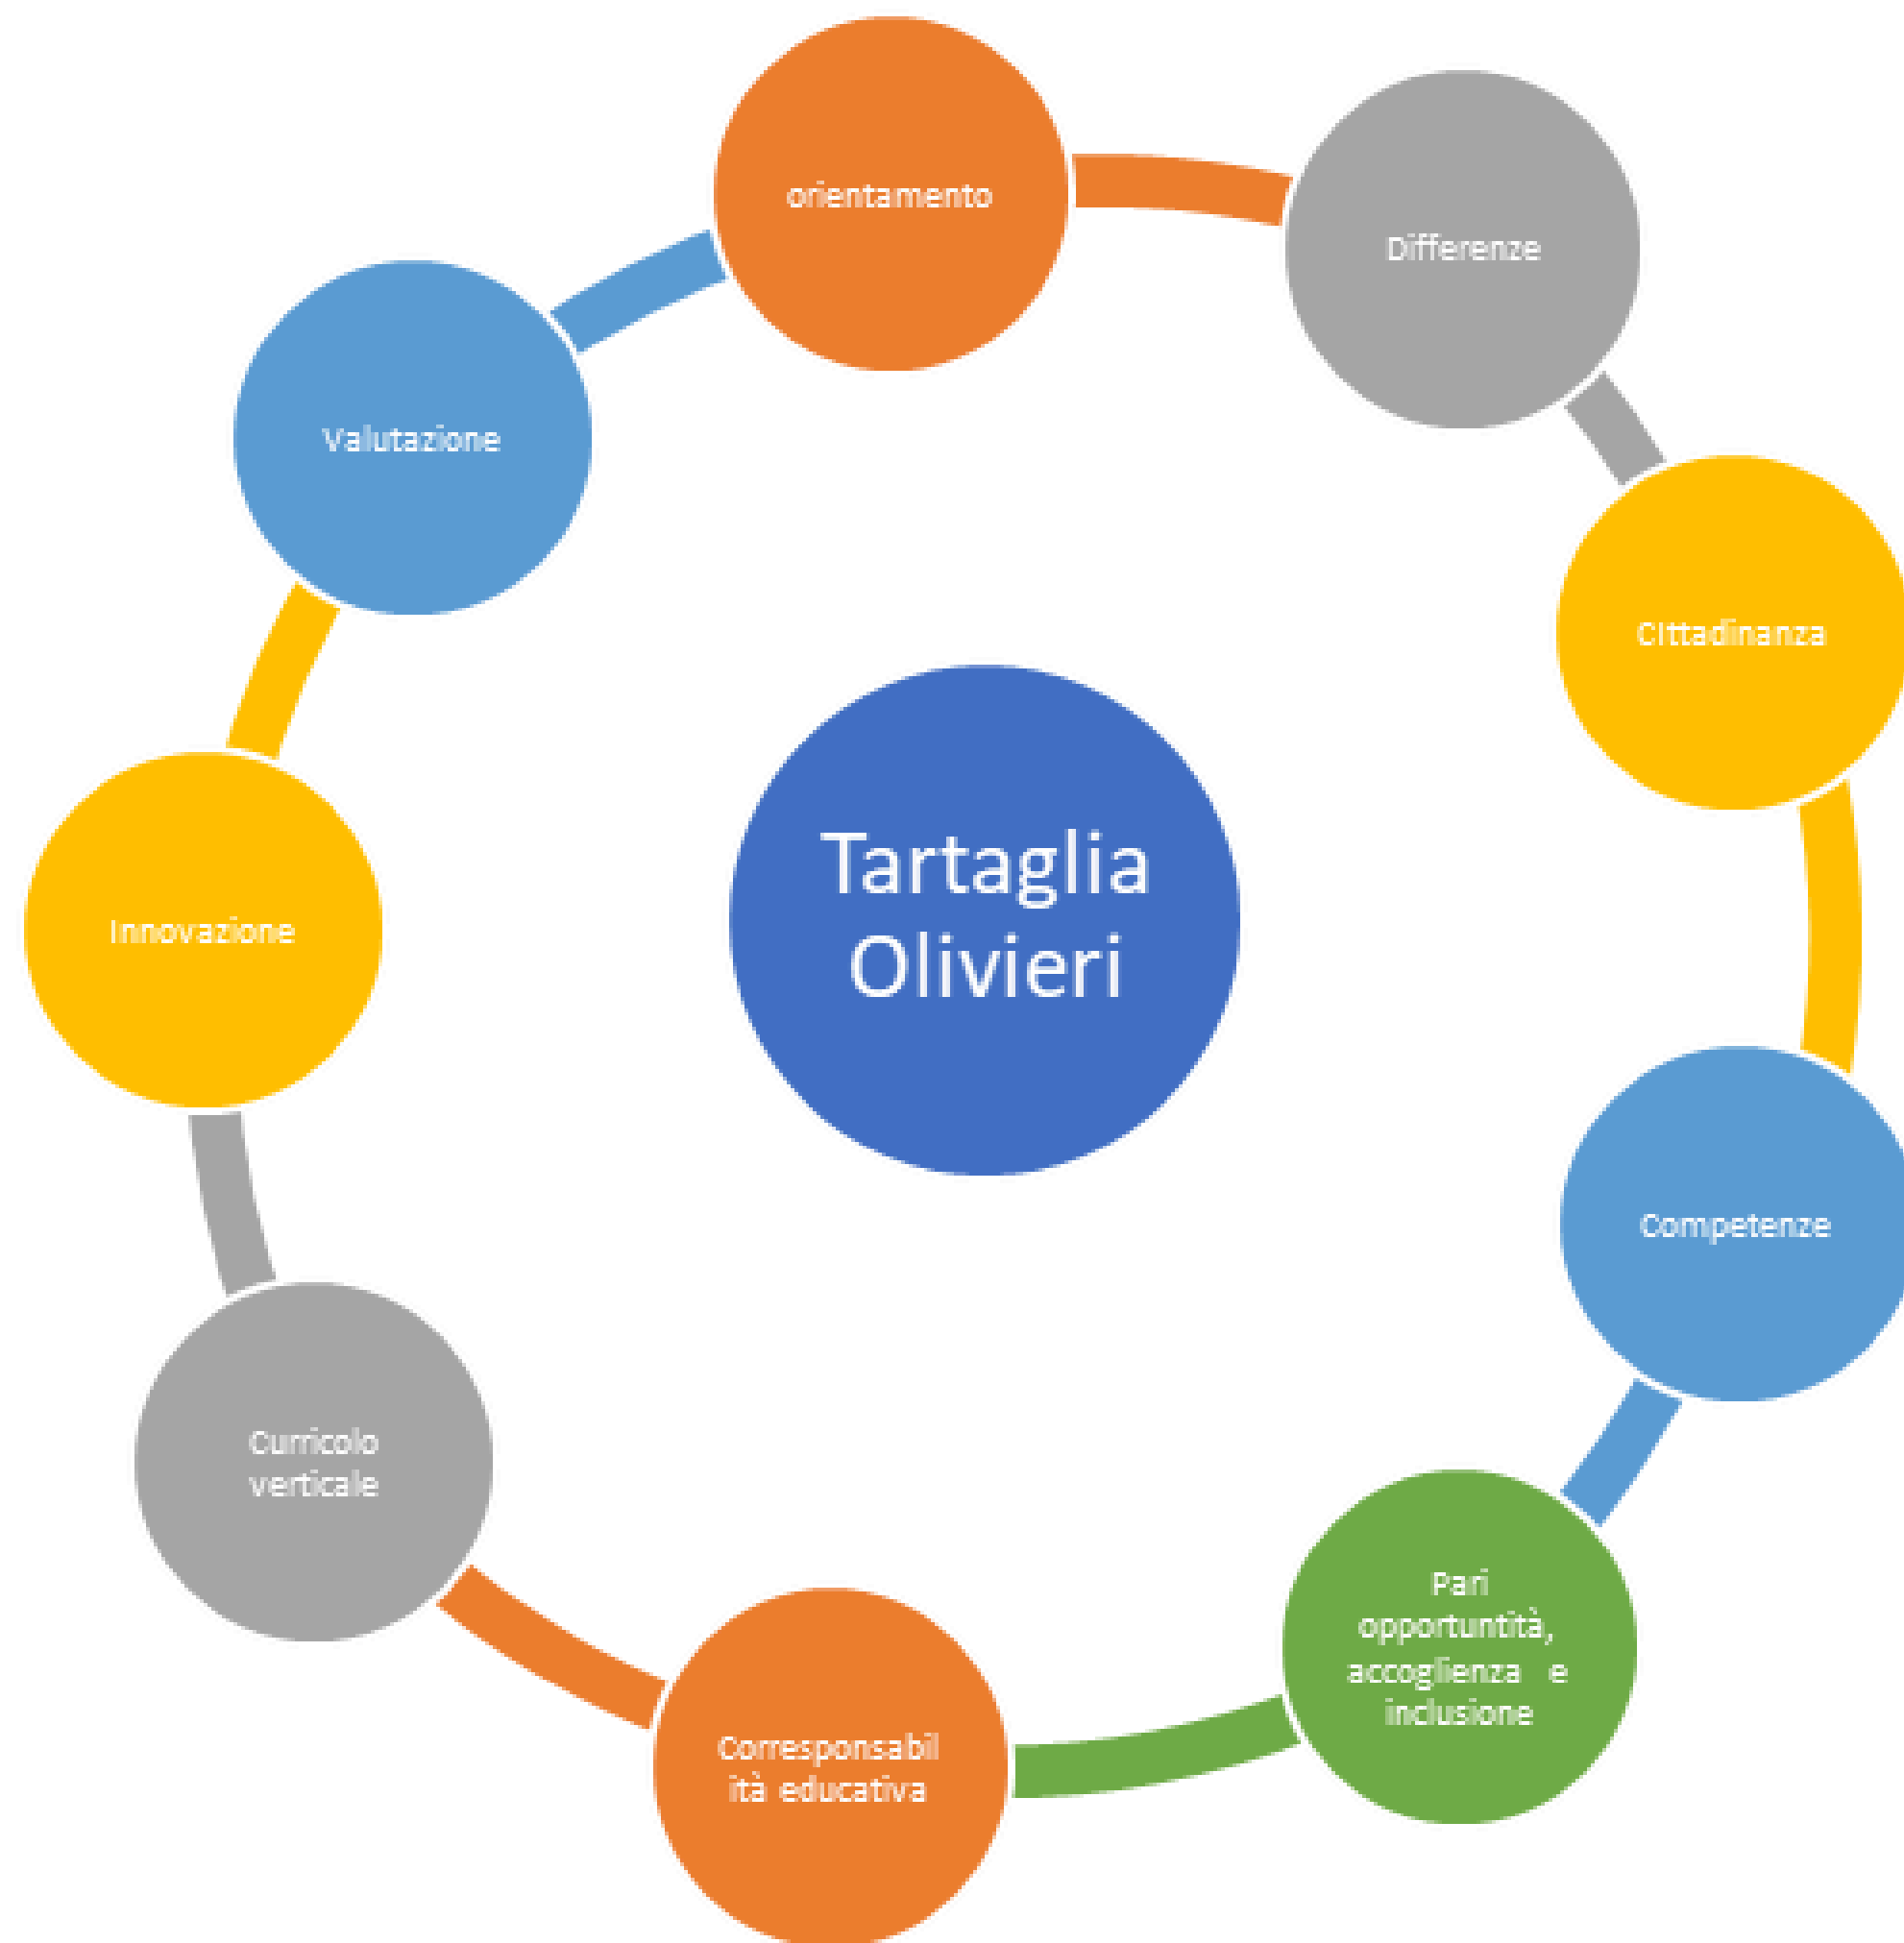 orientamento
Differenze
CIttadinanza
Competenze
Pari
opportuntità,
accoglienza e
inclusione
Corresponsabil
ità educativa
Curricolo
verticale
Innovazione
Valutazione
Tartaglia
Olivieri